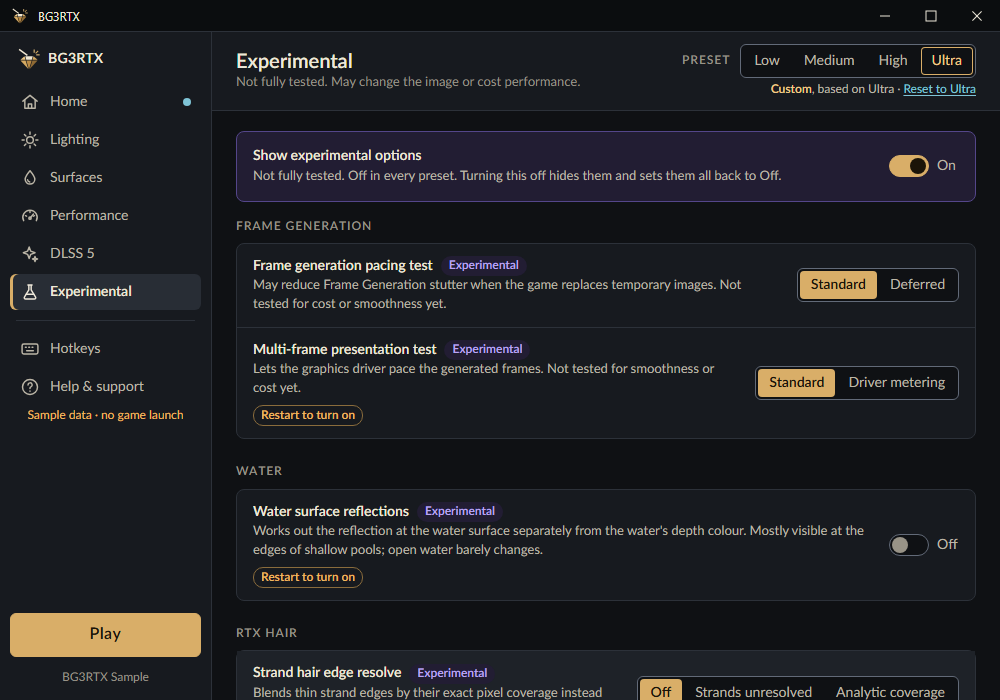 BG3RTX
BG3RTX
Home
Lighting
Surfaces
Performance
DLSS 5
Experimental
Hotkeys
Help & support
Sample data · no game launch
Play
BG3RTX Sample
Experimental
Not fully tested. May change the image or cost performance.
PRESET Low Medium High Ultra
Custom, based on Ultra · Reset to Ultra
Show experimental options
Not fully tested. Off in every preset. Turning this off hides them and sets them all back to Off.
On
FRAME GENERATION
Frame generation pacing test Experimental
May reduce Frame Generation stutter when the game replaces temporary images. Not
tested for cost or smoothness yet.
Standard Deferred
Multi-frame presentation test Experimental
Lets the graphics driver pace the generated frames. Not tested for smoothness or
cost yet.
Restart to turn on
Standard Driver metering
WATER
Water surface reflections Experimental
Works out the reflection at the water surface separately from the water's depth colour. Mostly visible at the
edges of shallow pools; open water barely changes.
Restart to turn on
Off
RTX HAIR
Strand hair edge resolve Experimental
Blends thin strand edges by their exact pixel coverage instead
Off Strands unresolved Analytic coverage